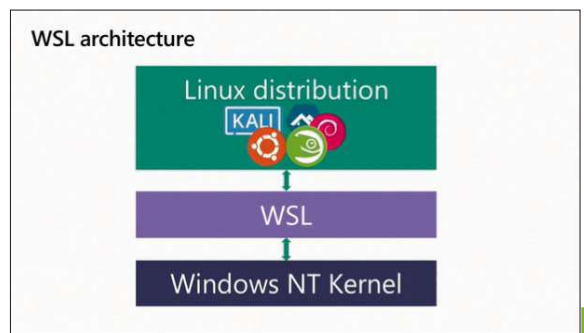 WSL architecture
Linux distribution
KALI
WSL
Windows NT Kernel